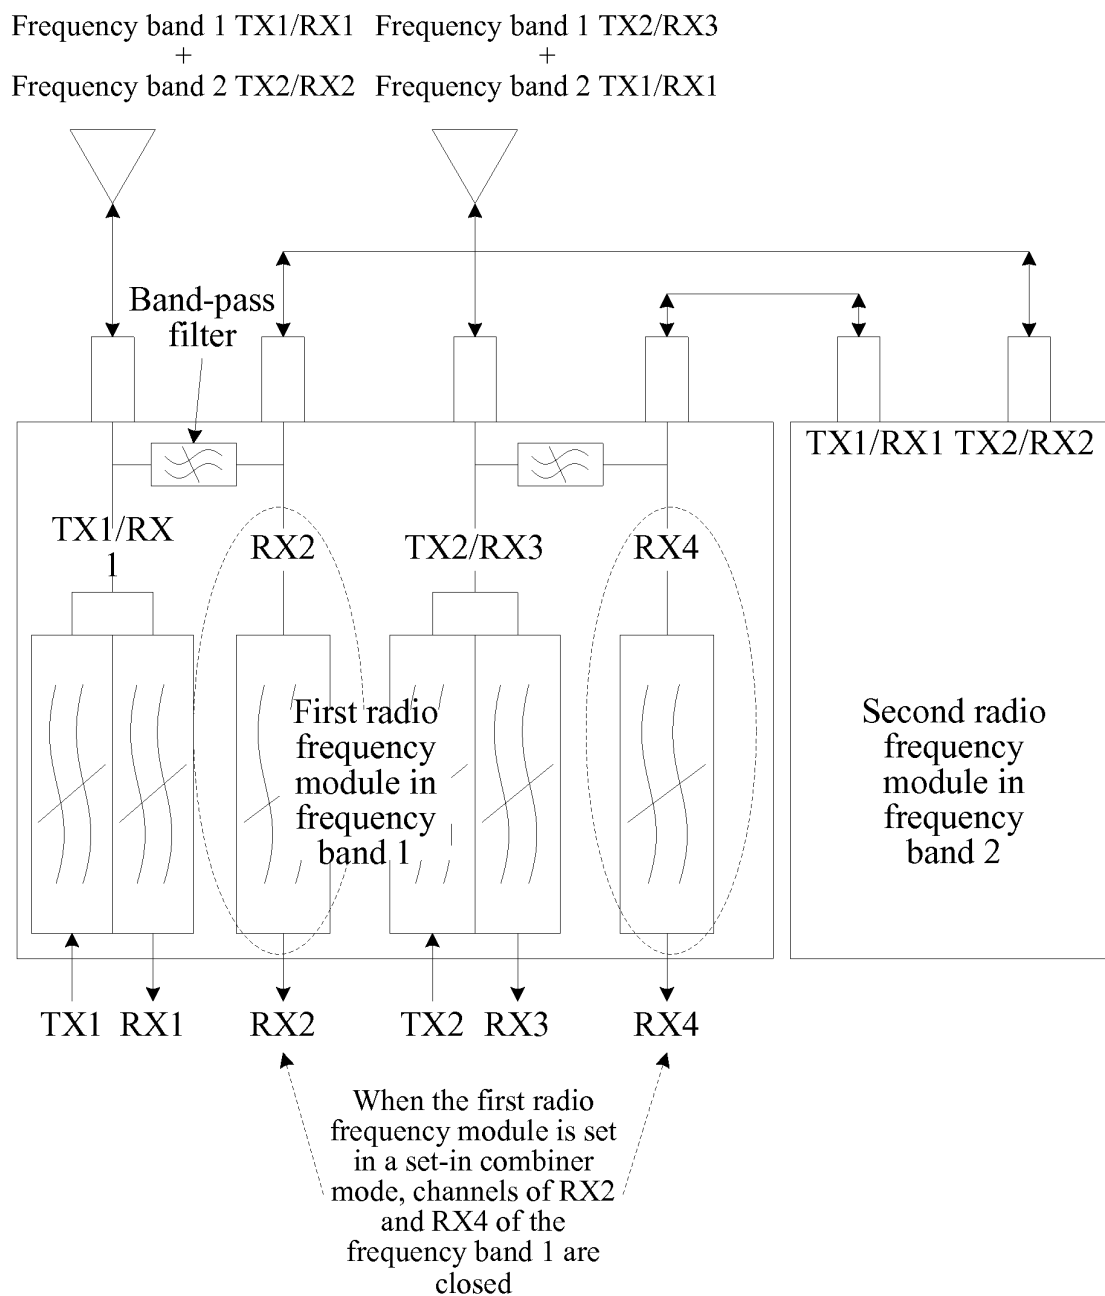 Frequency band 1 TX1/RX1
+
Frequency band 2 TX2/RX2
Frequency band 1 TX2/RX3
+
Frequency band 2 TX1/RX1
Band-pass
filter
TX1/RX1 TX2/RX2
TX1/RX
1
RX2
TX2/RX3
RX4
First radio
frequency
module in
frequency
band 1
Second radio
frequency
module in
frequency
band 2
TX1
RX1
RX2
TX2
RX3
RX4
When the first radio
frequency module is set
in a set-in combiner
mode, channels of RX2
and RX4 of the
frequency band 1 are
closed